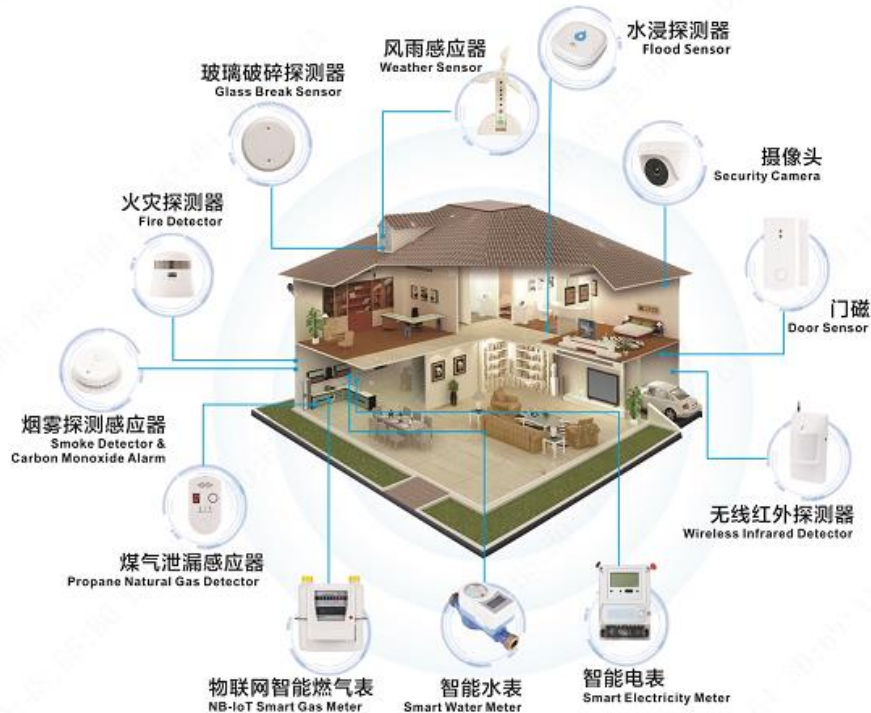 水浸探测器
Flood Sensor
风雨感应器
Weather Sensor
玻璃破碎探测器
Glass Break Sensor
摄像头
Security Camera
火灾探测器
Fire Detector
门磁
Door Sensor
烟雾探测感应器
Smoke Detector &
Carbon Monoxide Alarm
无线红外探测器
Wireless Infrared Detector
煤气泄漏感应器
Propane Natural Gas Detector
物联网智能燃气表
NB-IoT Smart Gas Meter
智能水表
Smart Water Meter
智能电表
Smart Electricity Meter